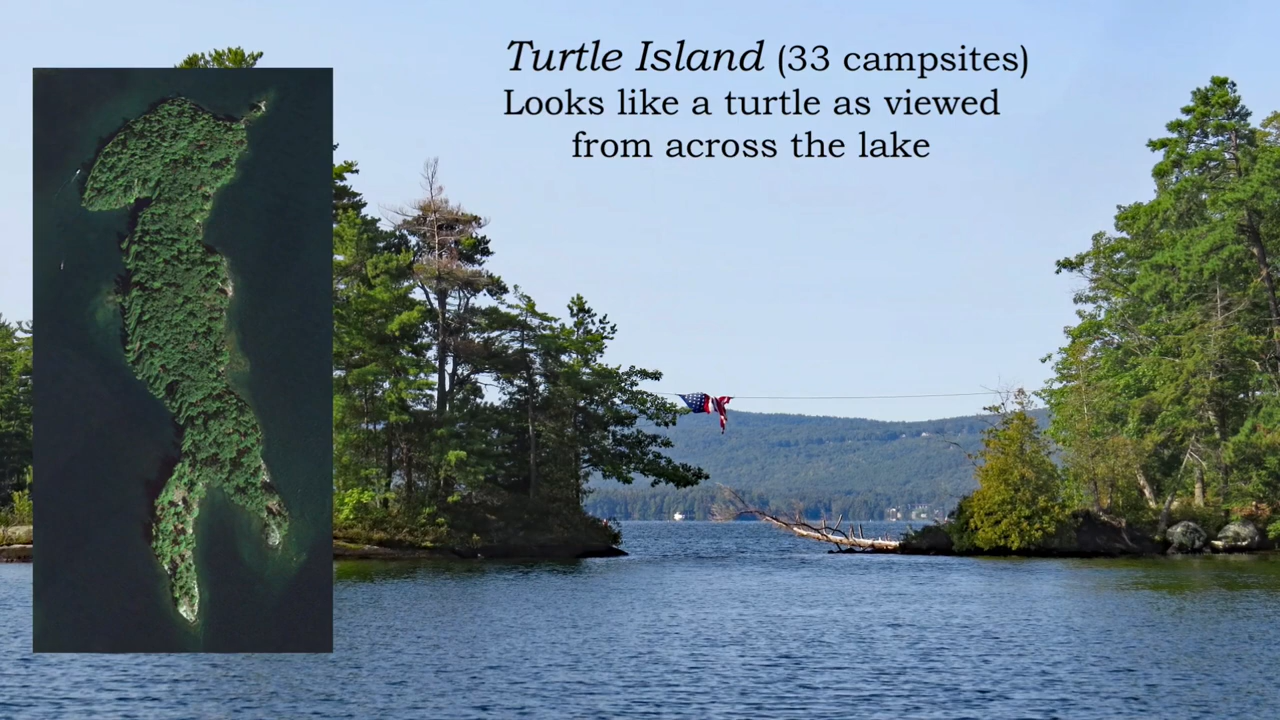 Turtle Island (33 campsites)
Looks like a turtle as viewed
from across the lake